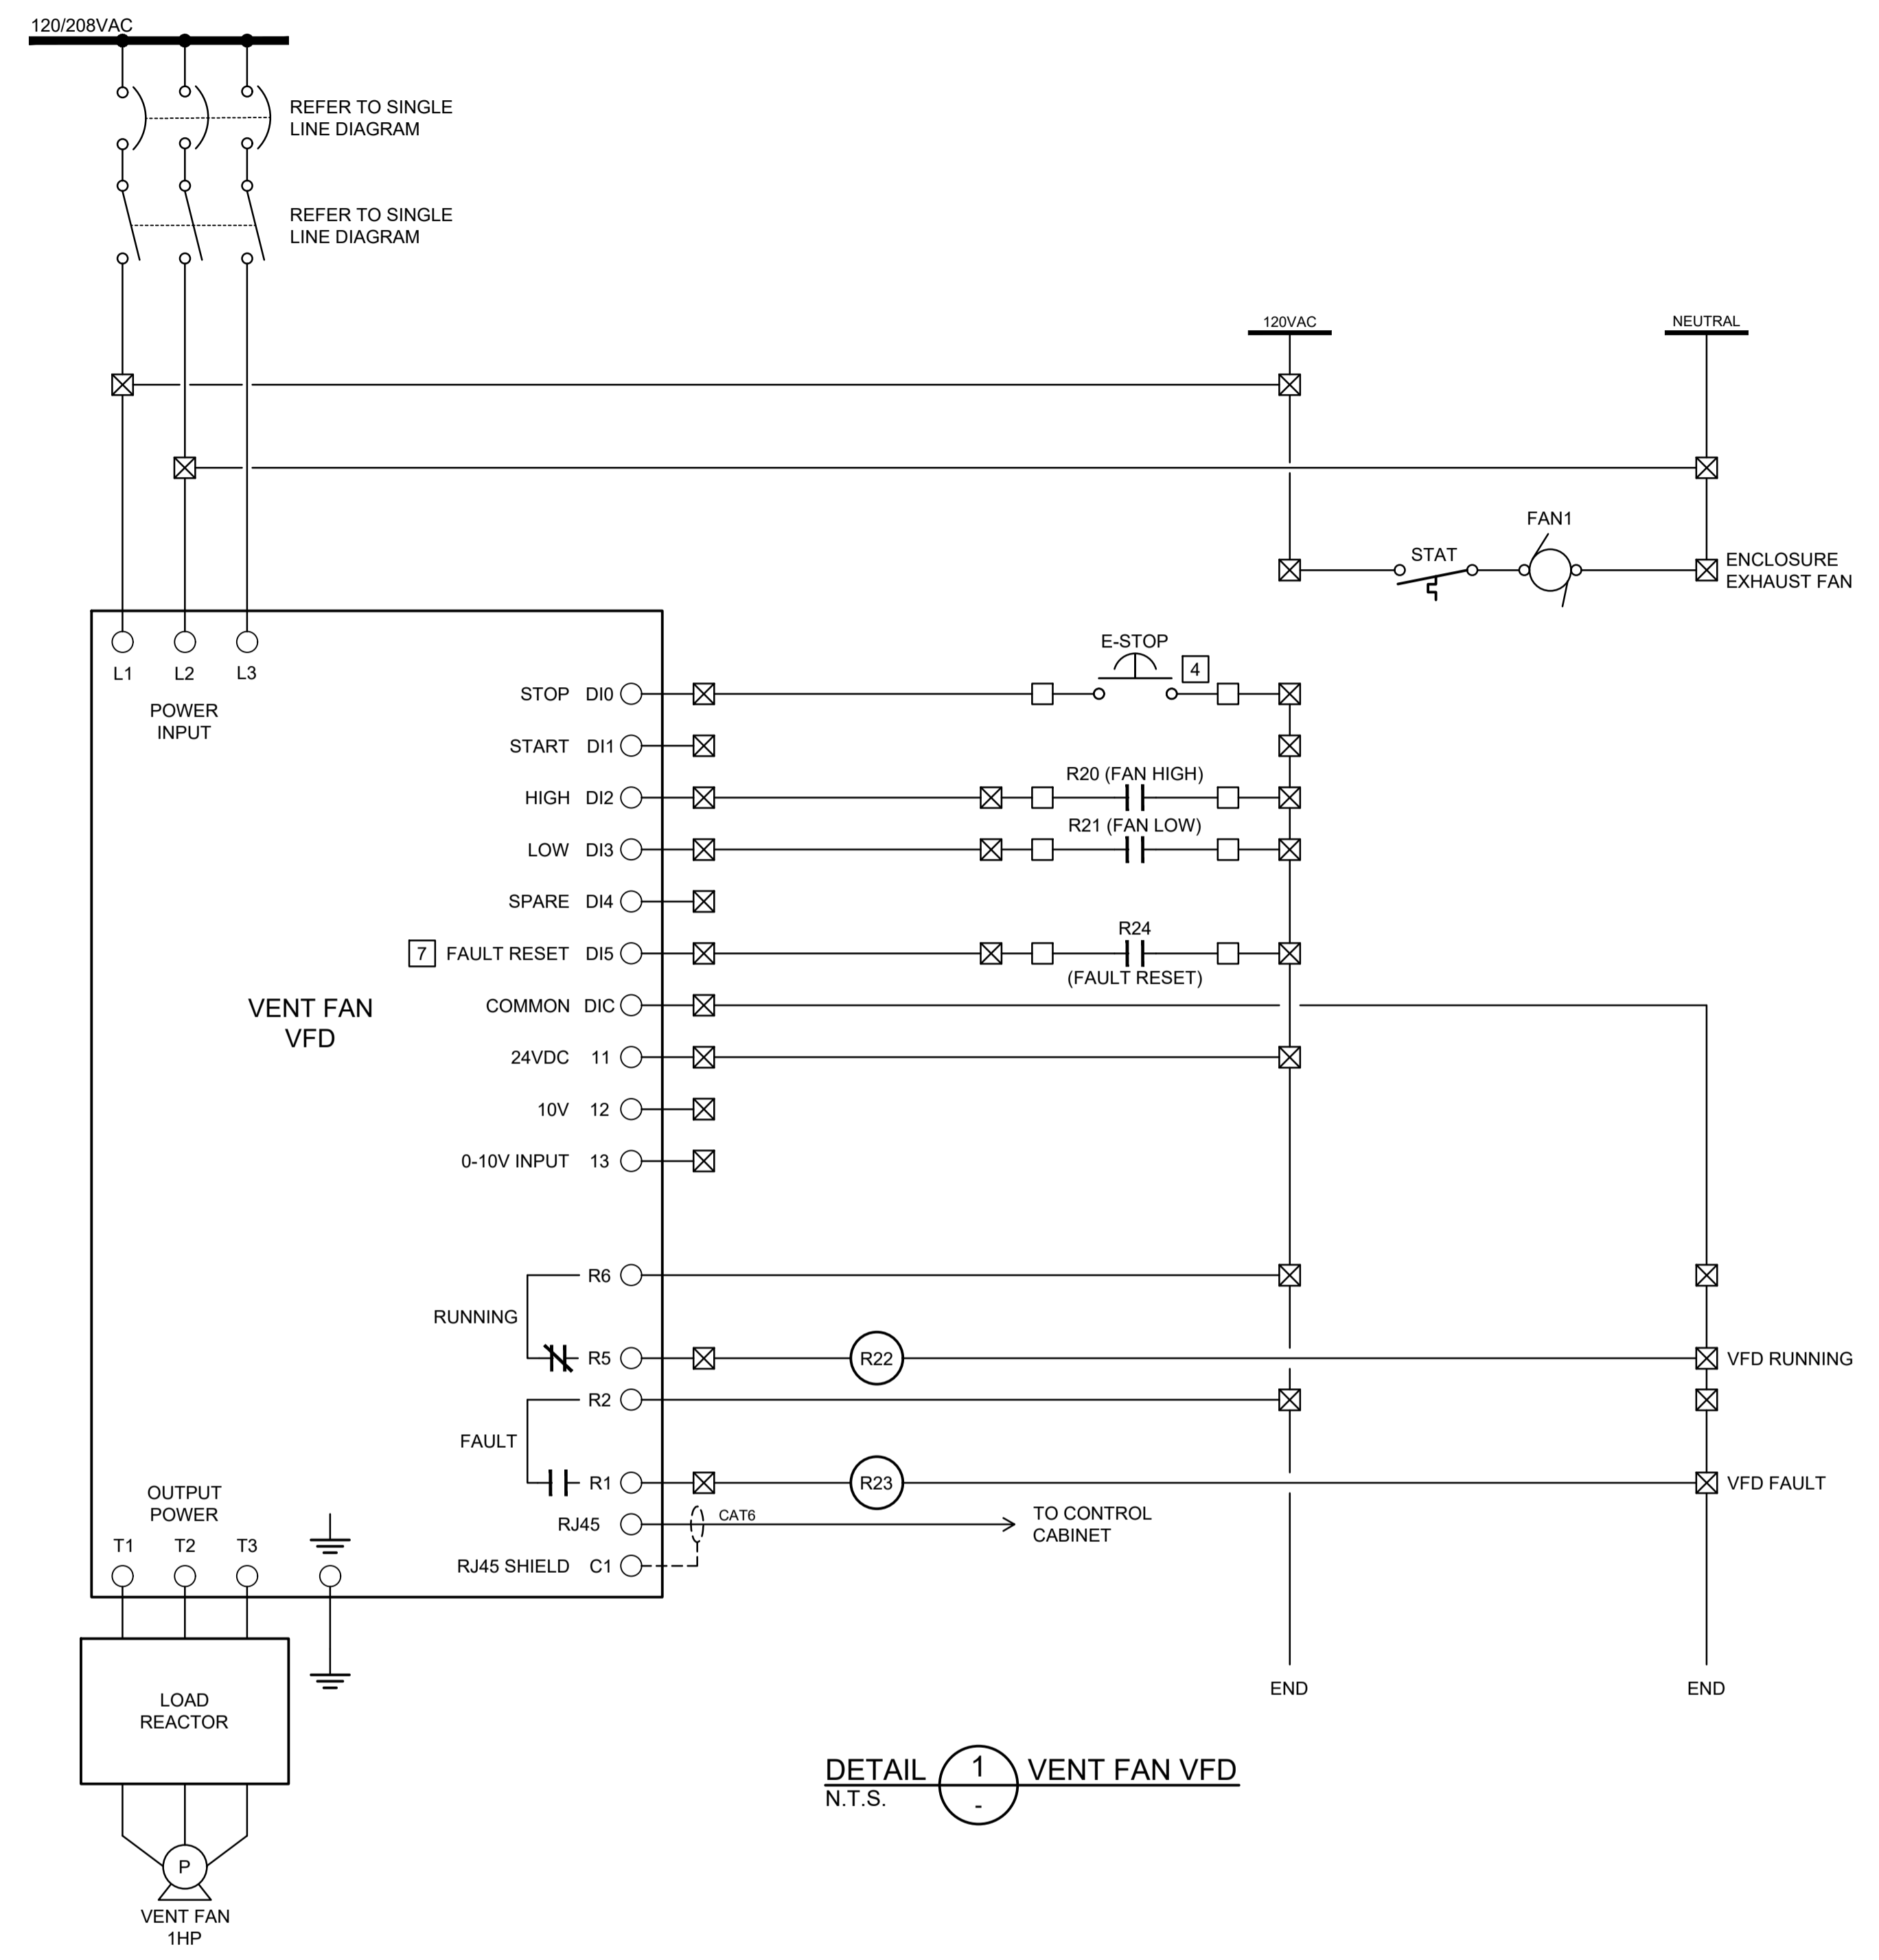 120/208VAC
REFER TO SINGLE
LINE DIAGRAM
REFER TO SINGLE
LINE DIAGRAM
120VAC
NEUTRAL
FAN1
STAT
ENCLOSURE
EXHAUST FAN
L1 L2 L3
POWER
INPUT
E-STOP
4
STOP DI0
START DI1
R20 (FAN HIGH)
HIGH DI2
R21 (FAN LOW)
LOW DI3
SPARE DI4
R24
7 FAULT RESET DI5
(FAULT RESET)
COMMON DIC
VENT FAN
VFD
24VDC 11
10V 12
0-10V INPUT 13
R6
RUNNING
R5 R22 VFD RUNNING
R2
FAULT
R1 R23 VFD FAULT
OUTPUT
POWER
T1 T2 T3
RJ45 CAT6
TO CONTROL
CABINET
RJ45 SHIELD C1
LOAD
REACTOR
END END
DETAIL 1 VENT FAN VFD
N.T.S. -
P
VENT FAN
1HP